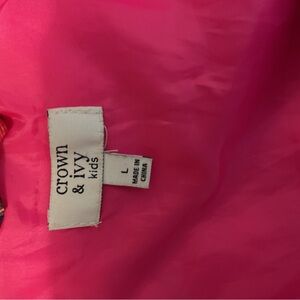 crown
& ivy
kids
L
MADE IN
CHINA